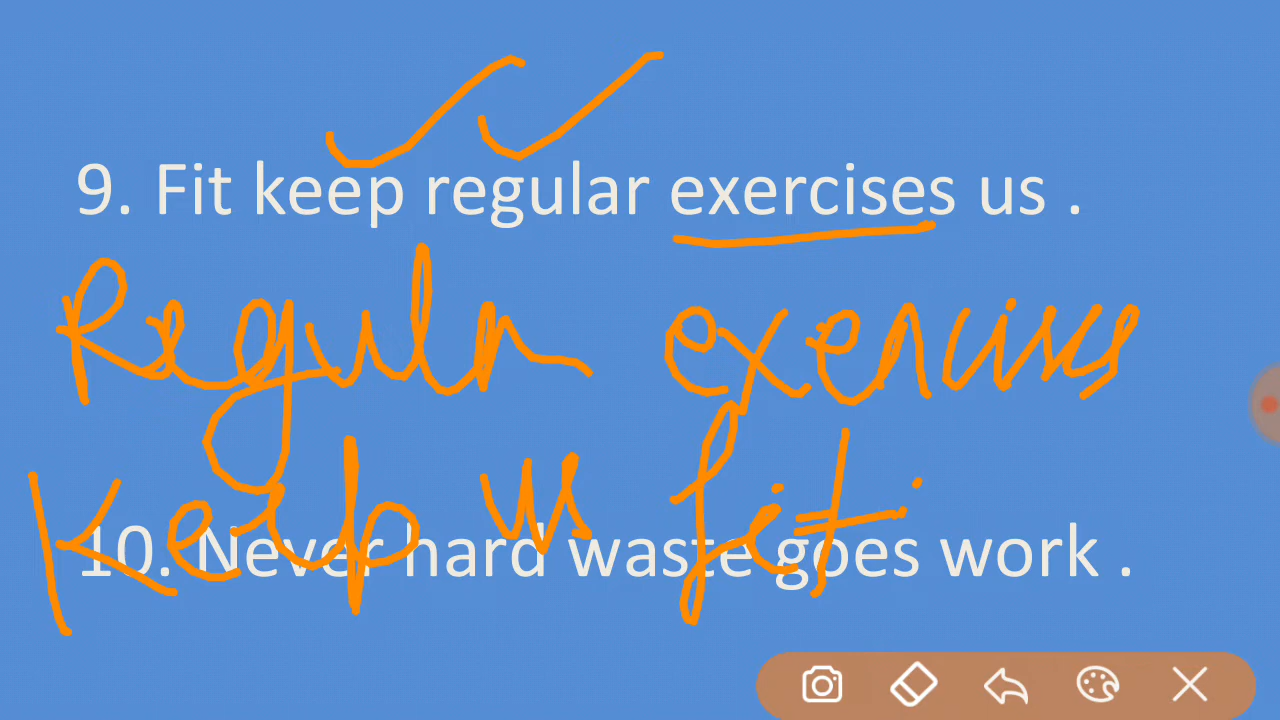 9. Fit keep regular exercises us .
Regular exercises
Keep us fit
10. Never hard waste goes work .